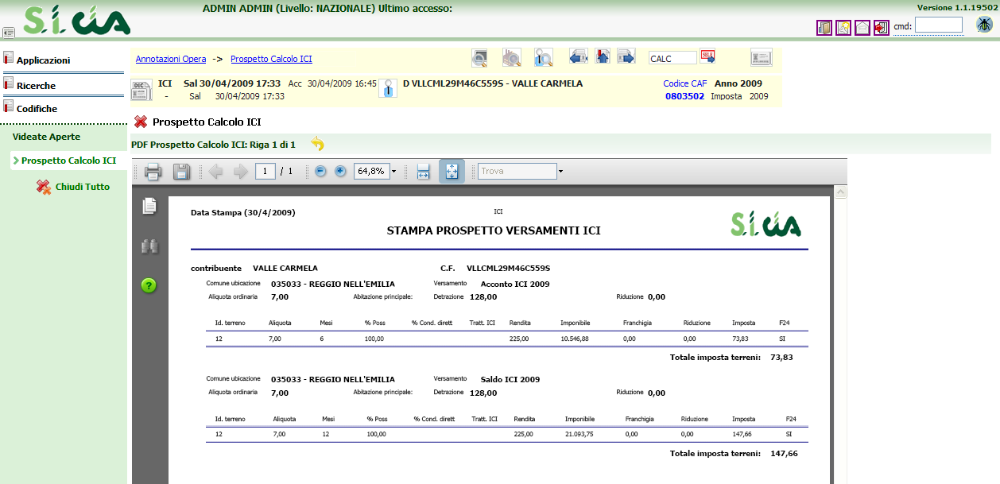 ADMIN ADMIN (Livello: NAZIONALE) Ultimo accesso:
Versione 1.1.19502
S.I. CIA
cmd:
Applicazioni
Ricerche
Codifiche
Videate Aperte
Prospetto Calcolo ICI
Chiudi Tutto
Annotazioni Opera -> Prospetto Calcolo ICI
CALC
SELE
DIC ICI Sal 30/04/2009 17:33 Acc 30/04/2009 16:45 D VLLCML29M46C559S - VALLE CARMELA Codice CAF Anno 2009
- Sal 30/04/2009 17:33 0803502 Imposta 2009
Prospetto Calcolo ICI
PDF Prospetto Calcolo ICI: Riga 1 di 1
1 / 1 64,8% Trova
Data Stampa (30/4/2009) ICI
STAMPA PROSPETTO VERSAMENTI ICI
S.I. CIA
contribuente VALLE CARMELA C.F. VLLCML29M46C559S
Comune ubicazione 035033 - REGGIO NELL'EMILIA Versamento Acconto ICI 2009
Aliquota ordinaria 7,00 Abitazione principale: Detrazione 128,00 Riduzione 0,00
Id. terreno Aliquota Mesi % Poss % Cond. dirett Tratt. ICI Rendita Imponibile Franchigia Riduzione Imposta F24
12 7,00 6 100,00 225,00 10.546,88 0,00 0,00 73,83 SI
Totale imposta terreni: 73,83
Comune ubicazione 035033 - REGGIO NELL'EMILIA Versamento Saldo ICI 2009
Aliquota ordinaria 7,00 Abitazione principale: Detrazione 128,00 Riduzione 0,00
Id. terreno Aliquota Mesi % Poss % Cond. dirett Tratt. ICI Rendita Imponibile Franchigia Riduzione Imposta F24
12 7,00 12 100,00 225,00 21.093,75 0,00 0,00 147,66 SI
Totale imposta terreni: 147,66